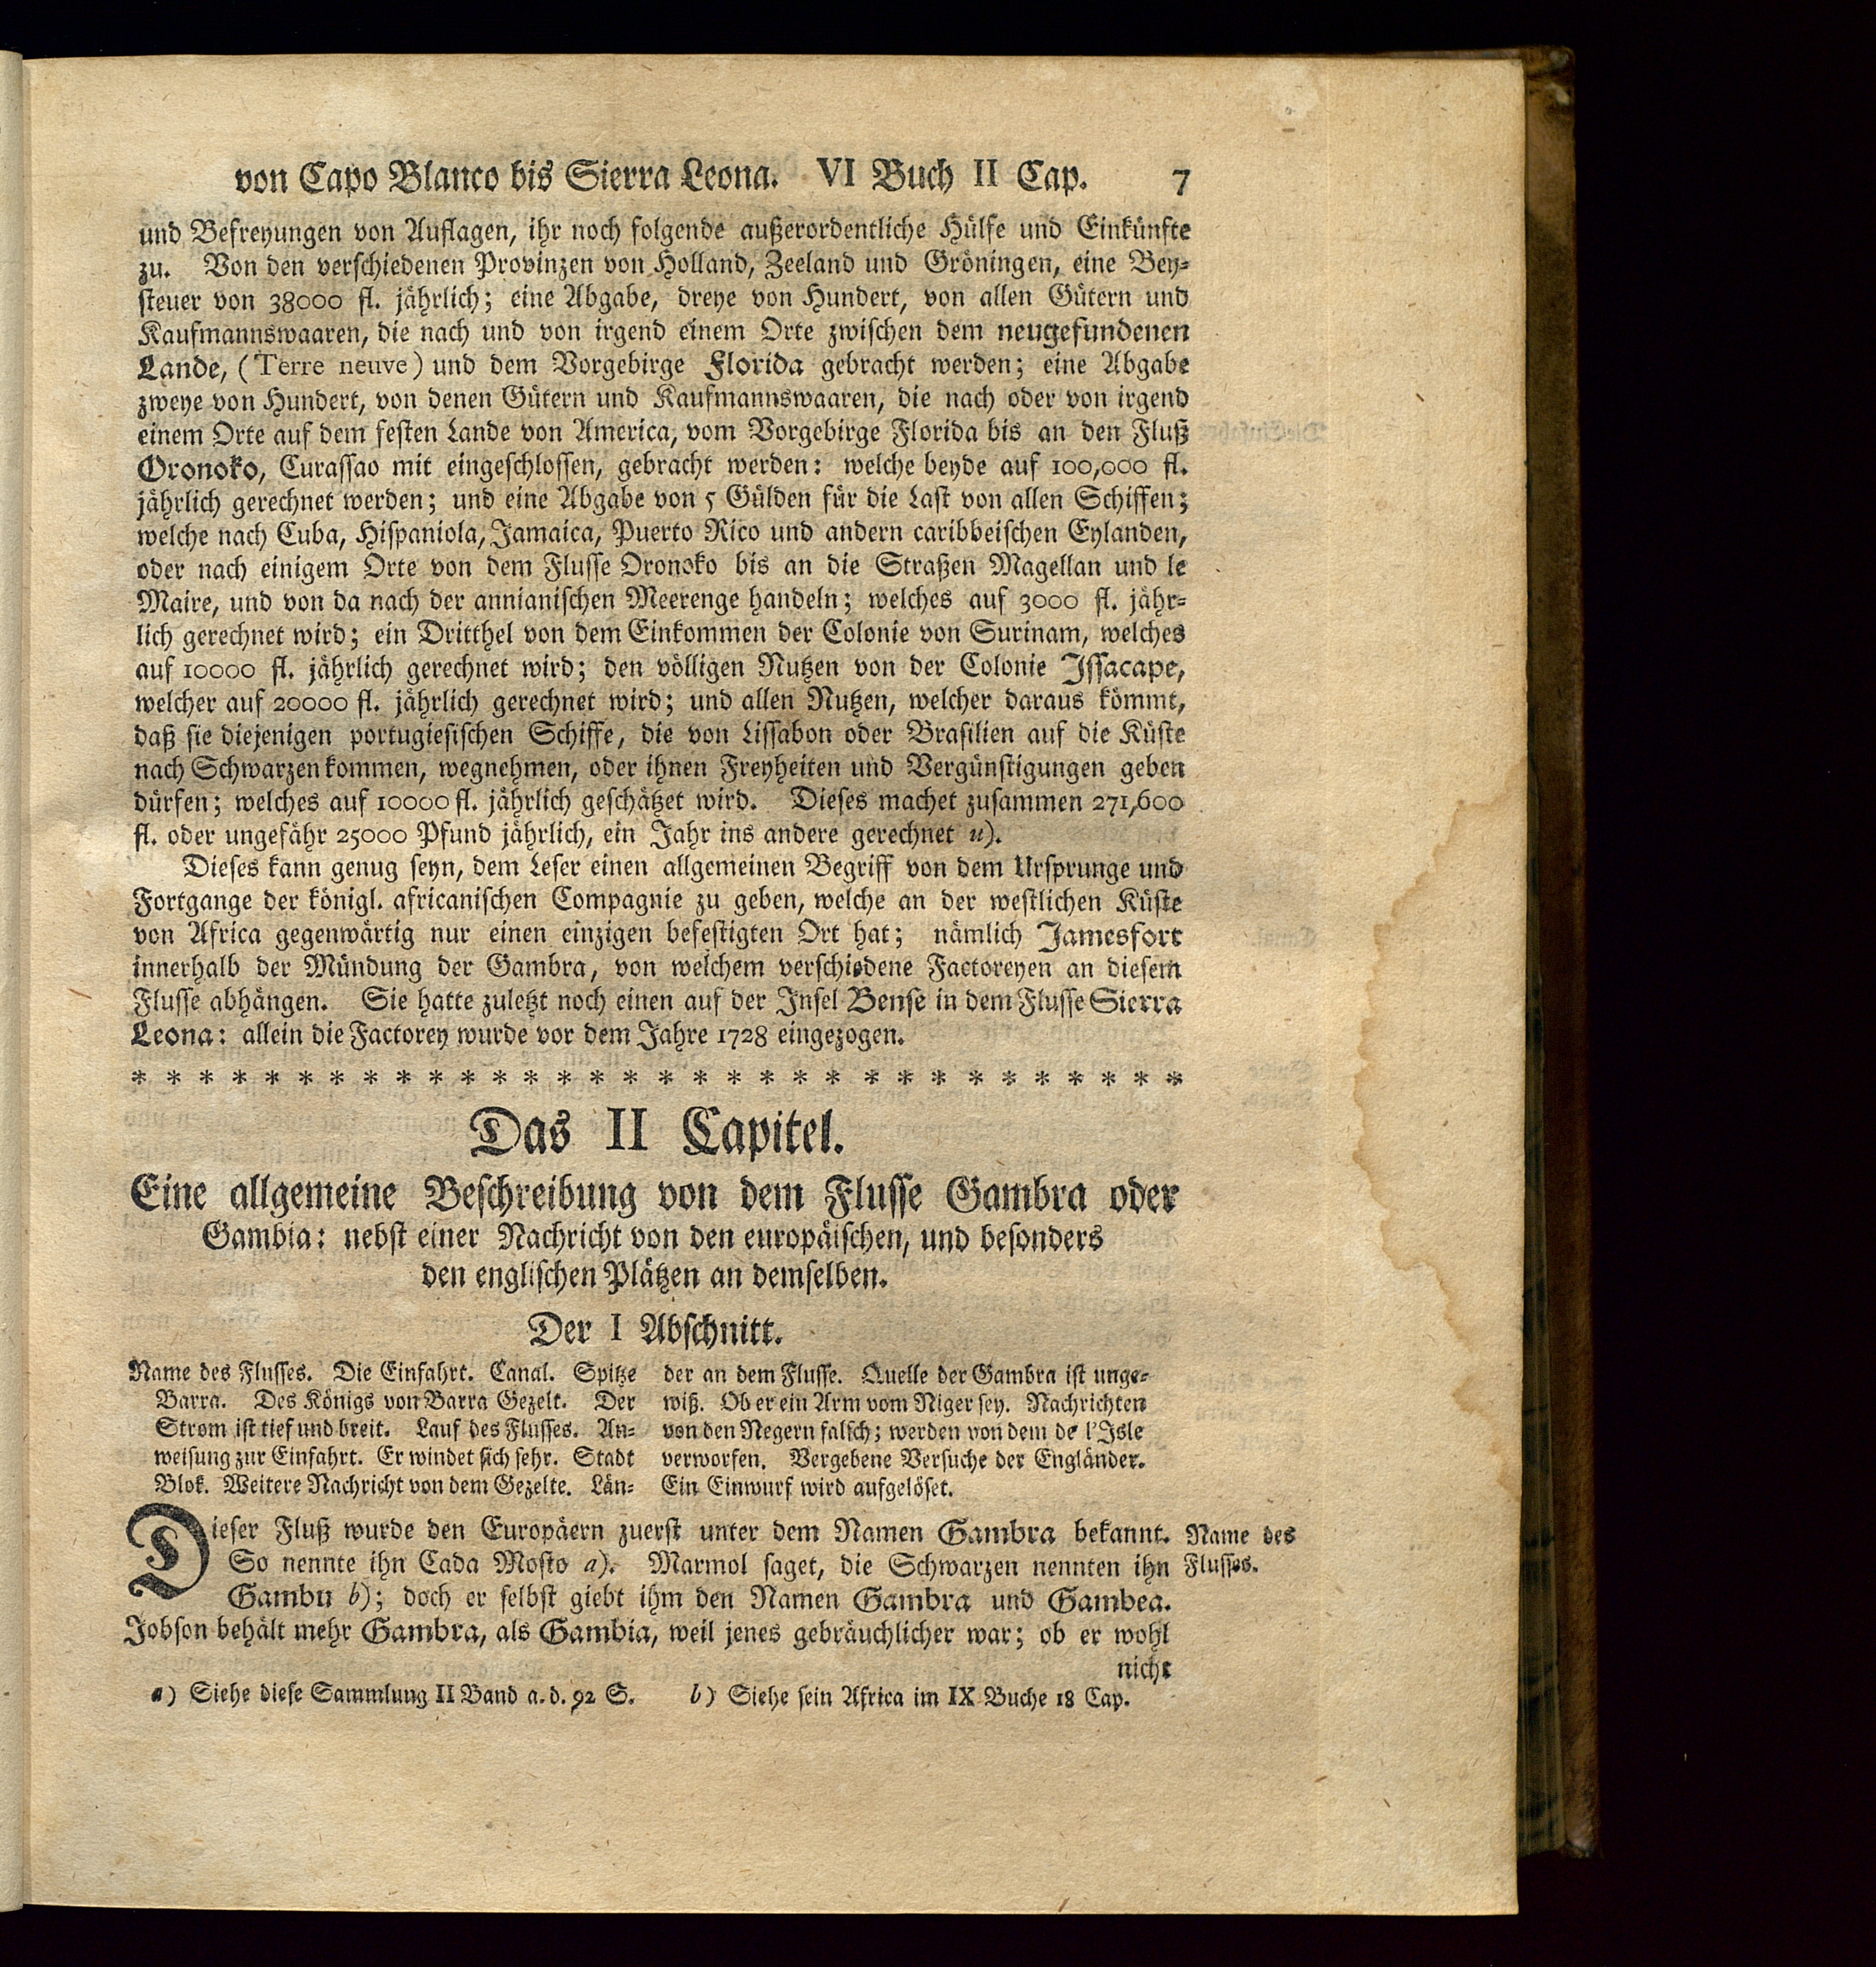 von Capo Blanco bis Sierra Leona. VI Buch II Cap. 7
und Befreyungen von Auflagen, ihr noch folgende außerordentliche Hülfe und Einkünfte
zu. Von den verschiedenen Provinzen von Holland, Zeeland und Gröningen, eine Bey=
steuer von 38000 fl. jährlich; eine Abgabe, dreye von Hundert, von allen Gütern und
Kaufmannswaaren, die nach und von irgend einem Orte zwischen dem neugefundenen
Lande, (Terre neuve) und dem Vorgebirge Florida gebracht werden; eine Abgabe
zweye von Hundert, von denen Gütern und Kaufmannswaaren, die nach oder von irgend
einem Orte auf dem festen Lande von America, vom Vorgebirge Florida bis an den Fluß
Oronoko, Curassao mit eingeschlossen, gebracht werden: welche beyde auf 100,000 fl.
jährlich gerechnet werden; und eine Abgabe von 5 Gülden für die Last von allen Schiffen;
welche nach Cuba, Hispaniola, Jamaica, Puerto Rico und andern caribbeischen Eylanden,
oder nach einigem Orte von dem Flusse Oronoko bis an die Straßen Magellan und le
Maire, und von da nach der annianischen Meerenge handeln; welches auf 3000 fl. jähr=
lich gerechnet wird; ein Dritthel von dem Einkommen der Colonie von Surinam, welches
auf 10000 fl. jährlich gerechnet wird; den völligen Nutzen von der Colonie Issacape,
welcher auf 20000 fl. jährlich gerechnet wird; und allen Nutzen, welcher daraus kömmt,
daß sie diejenigen portugiesischen Schiffe, die von Lissabon oder Brasilien auf die Küste
nach Schwarzen kommen, wegnehmen, oder ihnen Freyheiten und Vergünstigungen geben
dürfen; welches auf 10000 fl. jährlich geschätzet wird. Dieses machet zusammen 271,600
fl. oder ungefähr 25000 Pfund jährlich, ein Jahr ins andere gerechnet u).
Dieses kann genug seyn, dem Leser einen allgemeinen Begriff von dem Ursprunge und
Fortgange der königl. africanischen Compagnie zu geben, welche an der westlichen Küste
von Africa gegenwärtig nur einen einzigen befestigten Ort hat; nämlich Jamesfort
innerhalb der Mündung der Gambra, von welchem verschiedene Factoreyen an diesem
Flusse abhängen. Sie hatte zuletzt noch einen auf der Insel Bense in dem Flusse Sierra
Leona: allein die Factorey wurde vor dem Jahre 1728 eingezogen.
* * * * * * * * * * * * * * * * * * * * * * * * * * * * * * * *
Das II Capitel.
Eine allgemeine Beschreibung von dem Flusse Gambra oder
Gambia: nebst einer Nachricht von den europäischen, und besonders
den englischen Plätzen an demselben.
Der I Abschnitt.
Name des Flusses. Die Einfahrt. Canal. Spitze
Barra. Des Königs von Barra Gezelt. Der
Strom ist tief und breit. Lauf des Flusses. An=
weisung zur Einfahrt. Er windet sich sehr. Stadt
Blok. Weitere Nachricht von dem Gezelte. Län=
der an dem Flusse. Quelle der Gambra ist unge=
wiß. Ob er ein Arm vom Niger sey. Nachrichten
von den Negern falsch; werden von dem de l'Isle
verworfen. Vergebene Versuche der Engländer.
Ein Einwurf wird aufgelöset.
Dieser Fluß wurde den Europäern zuerst unter dem Namen Gambra bekannt.
So nennte ihn Cada Mosto a). Marmol saget, die Schwarzen nennten ihn
Gambu b); doch er selbst giebt ihm den Namen Gambra und Gambea.
Jobson behält mehr Gambra, als Gambia, weil jenes gebräuchlicher war; ob er wohl
nicht
Name des
Flusses.
a) Siehe diese Sammlung II Band a. d. 92 S. b) Siehe sein Africa im IX Buche 18 Cap.